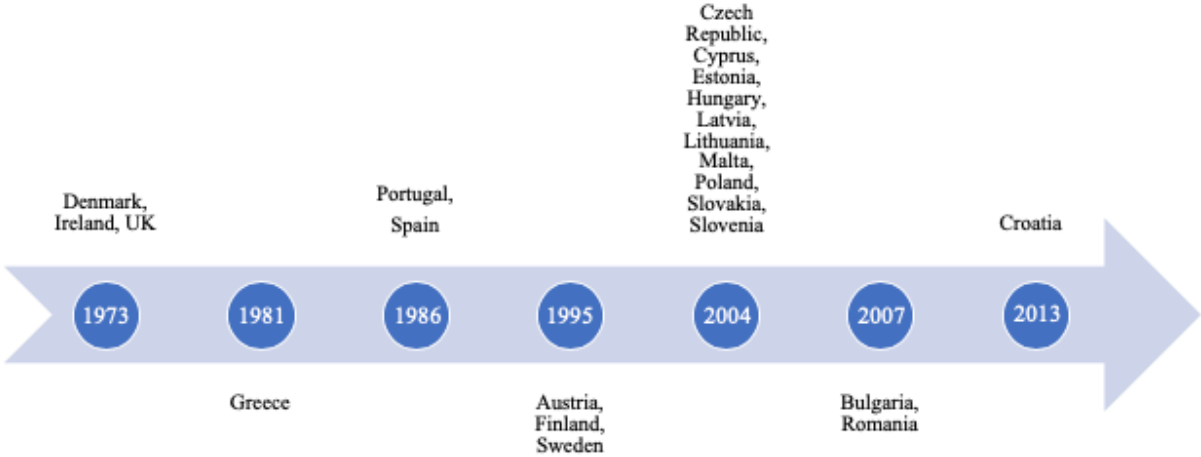 Czech
Republic,
Cyprus,
Estonia,
Hungary,
Latvia,
Lithuania,
Malta,
Poland,
Slovakia,
Slovenia
Denmark,
Ireland, UK
Portugal,
Spain
Croatia
1973
1981
1986
1995
2004
2007
2013
Greece
Austria,
Finland,
Sweden
Bulgaria,
Romania